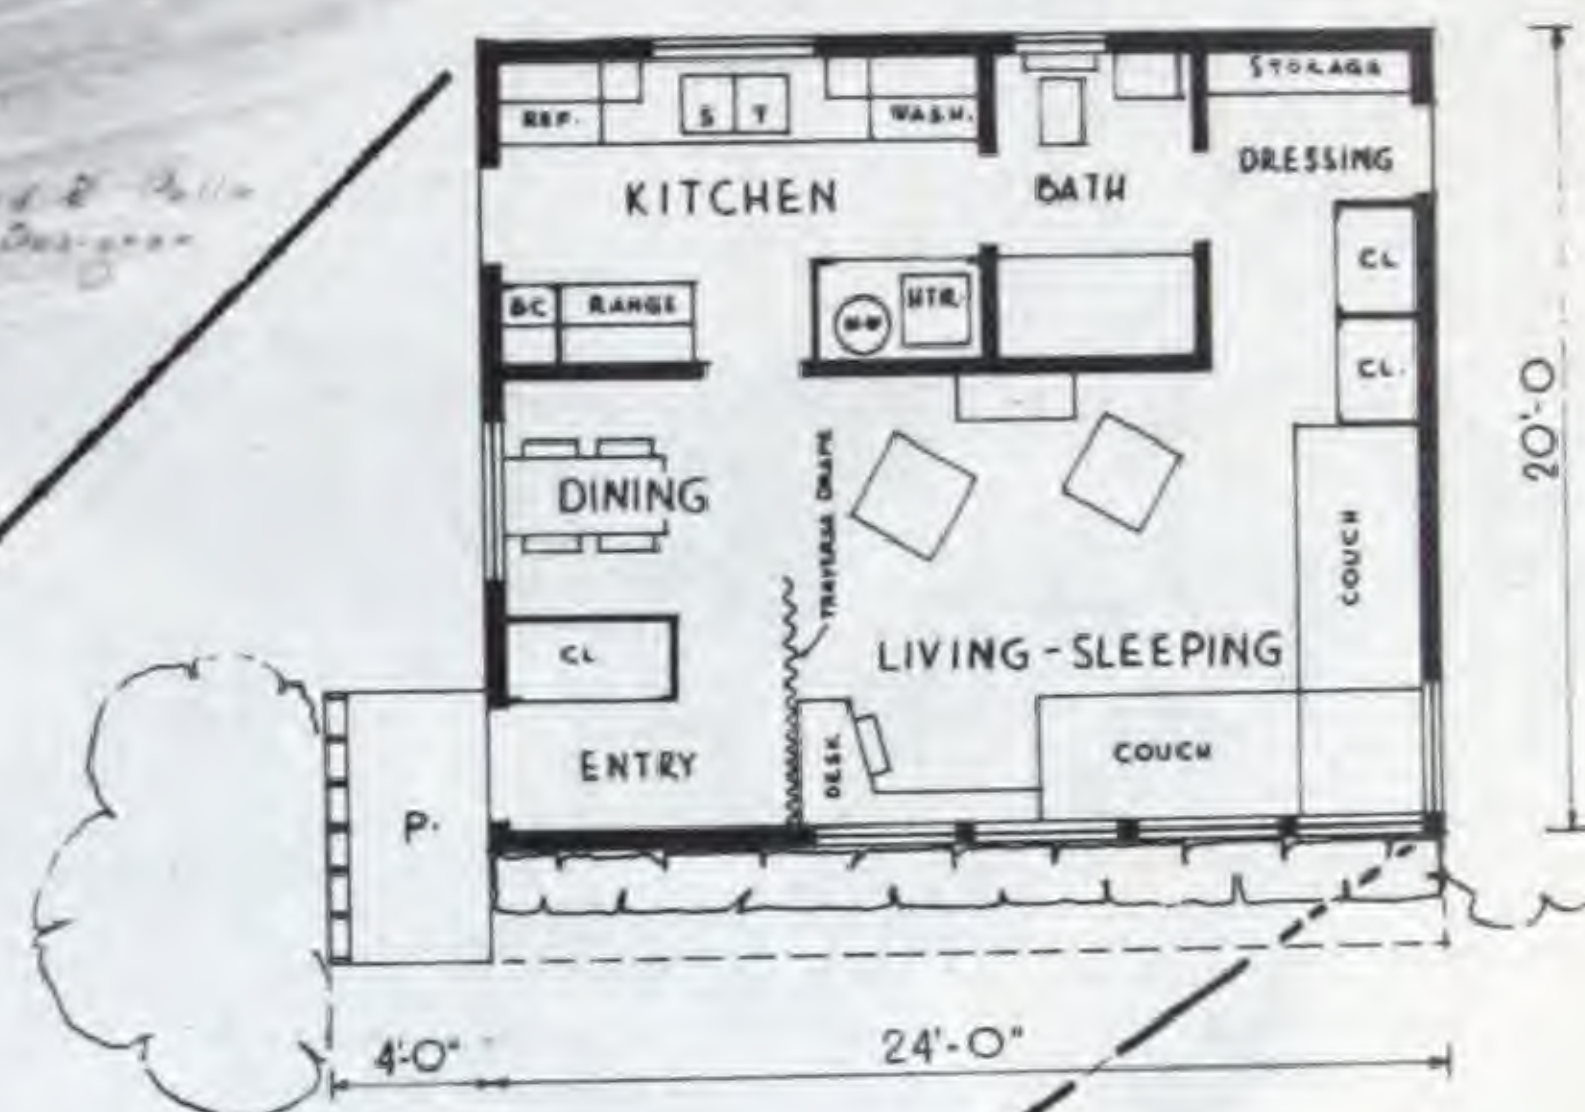 STORAGE
REF.
S T
WASH.
DRESSING
KITCHEN
BATH
CL
BC RANGE
HTR.
CL.
20'-0
TRAVERSE DRAPE
DINING
COUCH
CL
LIVING-SLEEPING
ENTRY
DESK
COUCH
P.
4'-0"
24'-0"